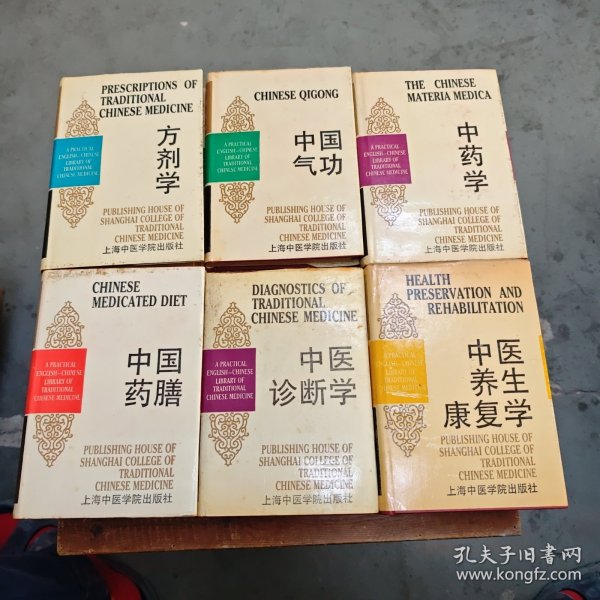 PRESCRIPTIONS OF
TRADITIONAL
CHINESE MEDICINE
方剂学
A PRACTICAL
ENGLISH-CHINESE
LIBRARY OF
TRADITIONAL
CHINESE MEDICINE
PUBLISHING HOUSE OF
SHANGHAI COLLEGE OF
TRADITIONAL
CHINESE MEDICINE
上海中医学院出版社
CHINESE QIGONG
中国
气功
A PRACTICAL
ENGLISH-CHINESE
LIBRARY OF
TRADITIONAL
CHINESE MEDICINE
PUBLISHING HOUSE OF
SHANGHAI COLLEGE OF
TRADITIONAL
CHINESE MEDICINE
上海中医学院出版社
THE CHINESE
MATERIA MEDICA
中药学
A PRACTICAL
ENGLISH-CHINESE
LIBRARY OF
TRADITIONAL
CHINESE MEDICINE
PUBLISHING HOUSE OF
SHANGHAI COLLEGE OF
TRADITIONAL
CHINESE MEDICINE
上海中医学院出版社
CHINESE
MEDICATED DIET
中国
药膳
A PRACTICAL
ENGLISH-CHINESE
LIBRARY OF
TRADITIONAL
CHINESE MEDICINE
PUBLISHING HOUSE OF
SHANGHAI COLLEGE OF
TRADITIONAL
CHINESE MEDICINE
上海中医学院出版社
DIAGNOSTICS OF
TRADITIONAL
CHINESE MEDICINE
中医
诊断学
A PRACTICAL
ENGLISH-CHINESE
LIBRARY OF
TRADITIONAL
CHINESE MEDICINE
PUBLISHING HOUSE OF
SHANGHAI COLLEGE OF
TRADITIONAL
CHINESE MEDICINE
上海中医学院出版社
HEALTH
PRESERVATION AND
REHABILITATION
中医
养生
康复学
A PRACTICAL
ENGLISH-CHINESE
LIBRARY OF
TRADITIONAL
CHINESE MEDICINE
PUBLISHING HOUSE OF
SHANGHAI COLLEGE OF
TRADITIONAL
CHINESE MEDICINE
上海中医学院出版社
孔夫子旧书网
www.kongfz.com